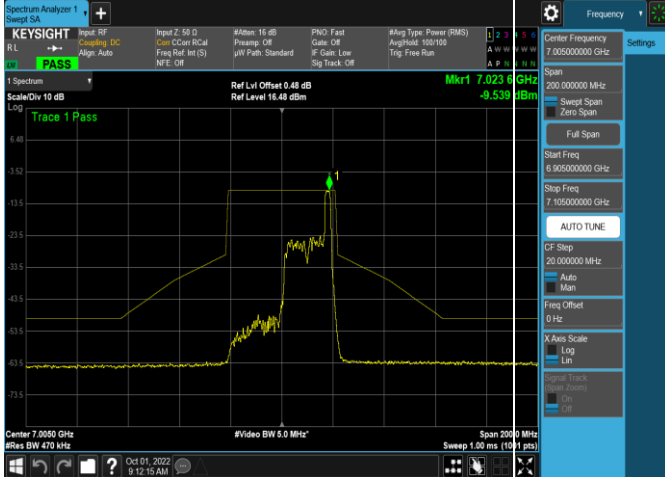 Spectrum Analyzer 1
Swept SA
+
Frequency
KEYSIGHT
Input: RF
Coupling: DC
Align: Auto
Input Z: 50 Ω
Corr CCorr RCal
Freq Ref: Int (S)
NFE: Off
#Atten: 16 dB
Preamp: Off
µW Path: Standard
PNO: Fast
Gate: Off
IF Gain: Low
Sig Track: Off
#Avg Type: Power (RMS)
Avg|Hold: 100/100
Trig: Free Run
1 2 3 4 5 6
A W W W W W
A P N N N N
R L
LV
PASS
1 Spectrum
Scale/Div 10 dB
Ref Lvl Offset 0.48 dB
Ref Level 16.48 dBm
Mkr1 7.023 6 GHz
-9.539 dBm
Log
Trace 1 Pass
1
6.48
-3.52
-13.5
-23.5
-33.5
-43.5
-53.5
-63.5
-73.5
Center 7.0050 GHz
#Res BW 470 kHz
#Video BW 5.0 MHz*
Span 200.0 MHz
Sweep 1.00 ms (1001 pts)
?
Oct 01, 2022
9:12:15 AM
Center Frequency
7.005000000 GHz
Settings
Span
200.000000 MHz
Swept Span
Zero Span
Full Span
Start Freq
6.905000000 GHz
Stop Freq
7.105000000 GHz
AUTO TUNE
CF Step
20.000000 MHz
Auto
Man
Freq Offset
0 Hz
X Axis Scale
Log
Lin
Signal Track
(Span Zoom)
On
Off